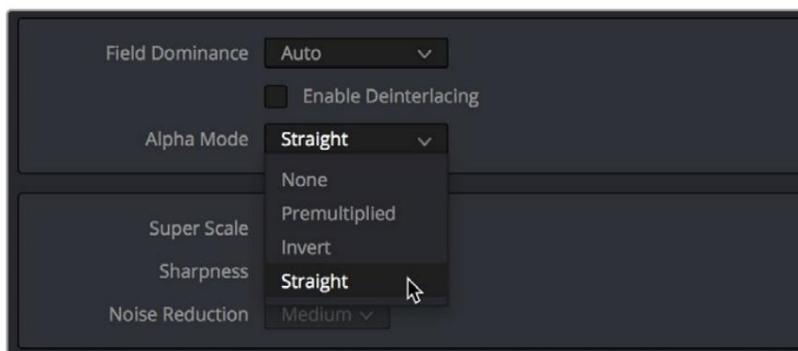 Field Dominance Auto
Enable Deinterlacing
Alpha Mode Straight
None
Premultiplied
Super Scale
Invert
Sharpness
Straight
Noise Reduction Medium